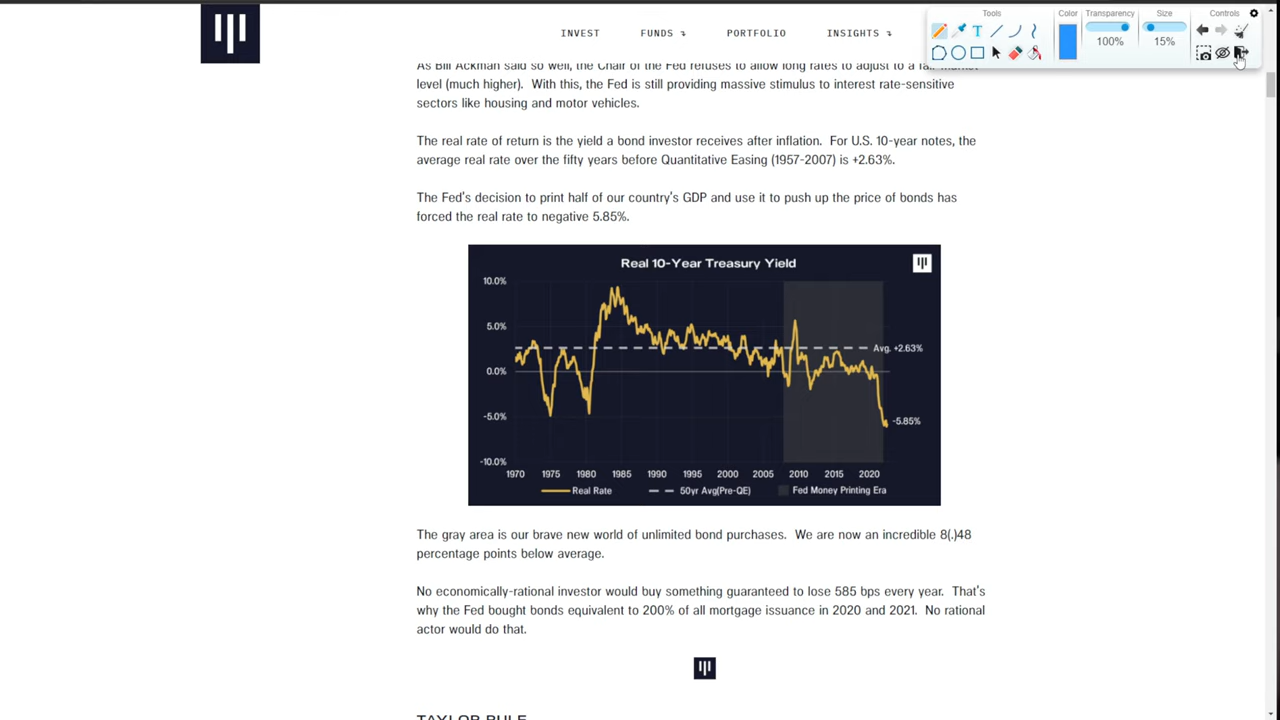 INVEST FUNDS PORTFOLIO INSIGHTS
Tools Color Transparency Size Controls
100% 15%
As Bill Ackman said so well, the Chair of the Fed refuses to allow long rates to adjust to a fair market
level (much higher).  With this, the Fed is still providing massive stimulus to interest rate-sensitive
sectors like housing and motor vehicles.
The real rate of return is the yield a bond investor receives after inflation.  For U.S. 10-year notes, the
average real rate over the fifty years before Quantitative Easing (1957-2007) is +2.63%.
The Fed's decision to print half of our country's GDP and use it to push up the price of bonds has
forced the real rate to negative 5.85%.
Real 10-Year Treasury Yield
10.0%
5.0%
Avg. +2.63%
0.0%
-5.0%
-5.85%
-10.0%
1970 1975 1980 1985 1990 1995 2000 2005 2010 2015 2020
Real Rate 50yr Avg(Pre-QE) Fed Money Printing Era
The gray area is our brave new world of unlimited bond purchases.  We are now an incredible 8(.)48
percentage points below average.
No economically-rational investor would buy something guaranteed to lose 585 bps every year.  That's
why the Fed bought bonds equivalent to 200% of all mortgage issuance in 2020 and 2021.  No rational
actor would do that.
TAYLOR RULE